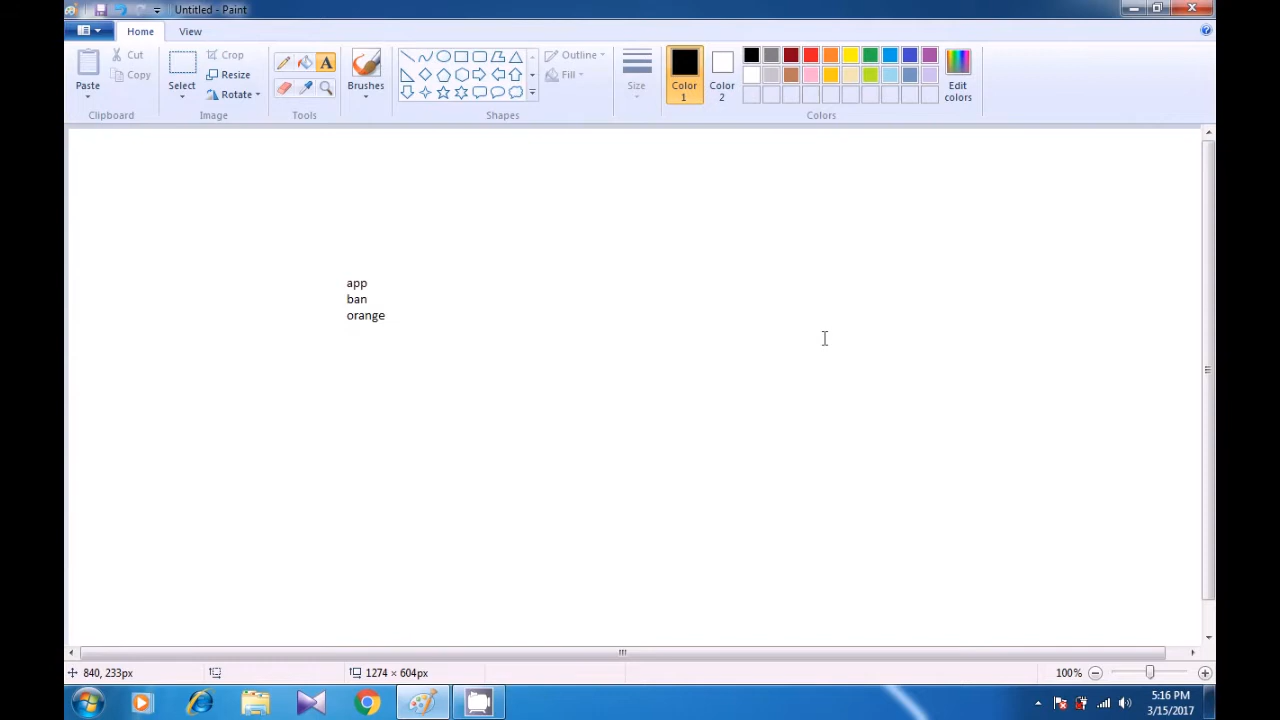 Untitled - Paint
Home View
Paste Cut Copy
Clipboard
Select Crop Resize Rotate
Image
A
Tools
Brushes
Shapes
Outline
Fill
Size
Color 1
Color 2
Edit colors
Colors
app
ban
orange
840, 233px
1274 × 604px
100%
5:16 PM
3/15/2017